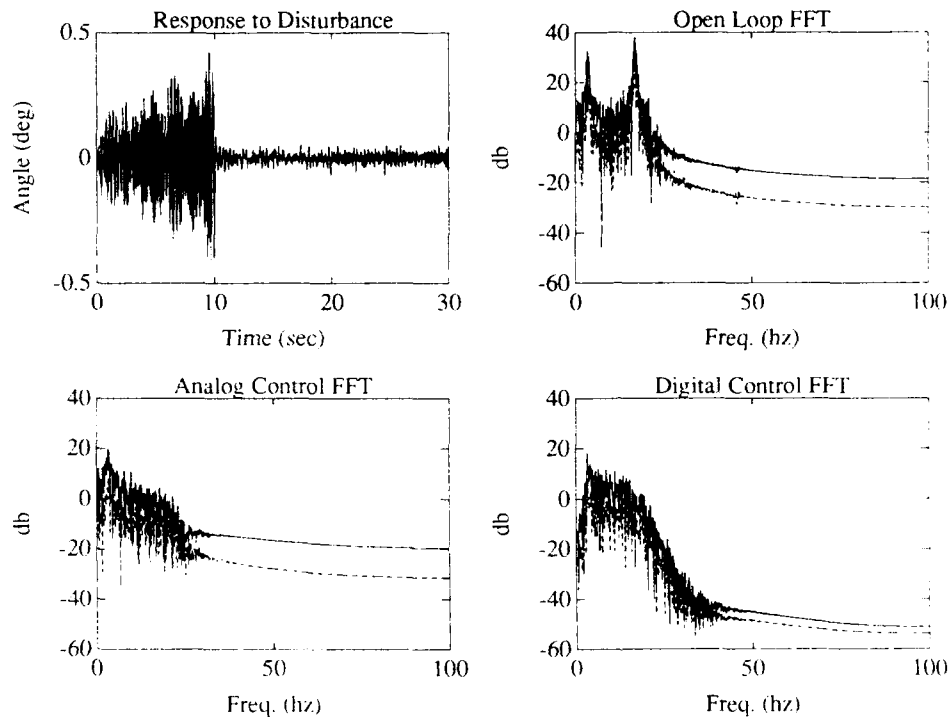 Response to Disturbance
0.5
0
-0.5
Angle (deg)
0 10 20 30
Time (sec)
Open Loop FFT
40
20
0
-20
-40
-60
db
0 50 100
Freq. (hz)
Analog Control FFT
40
20
0
-20
-40
-60
db
0 50 100
Freq. (hz)
Digital Control FFT
40
20
0
-20
-40
-60
db
0 50 100
Freq. (hz)